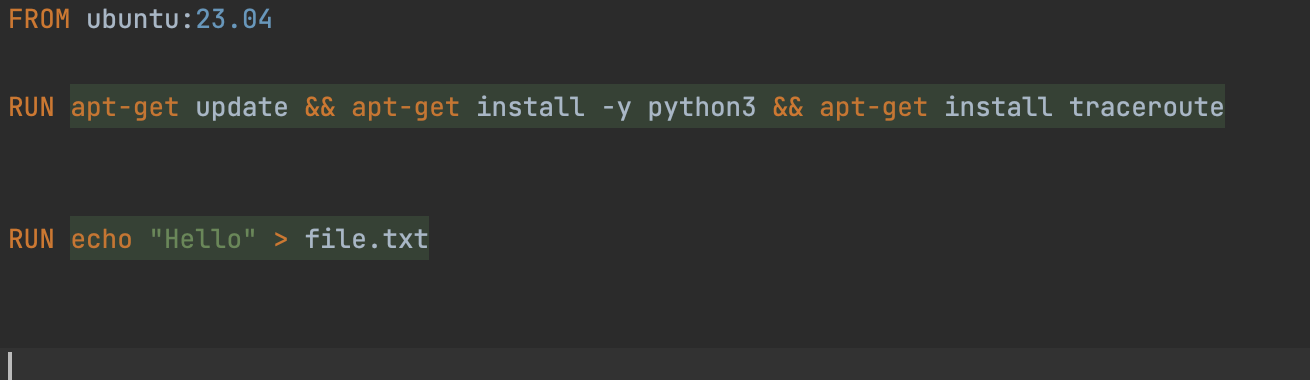 FROM ubuntu:23.04
RUN apt-get update && apt-get install -y python3 && apt-get install traceroute
RUN echo "Hello" > file.txt